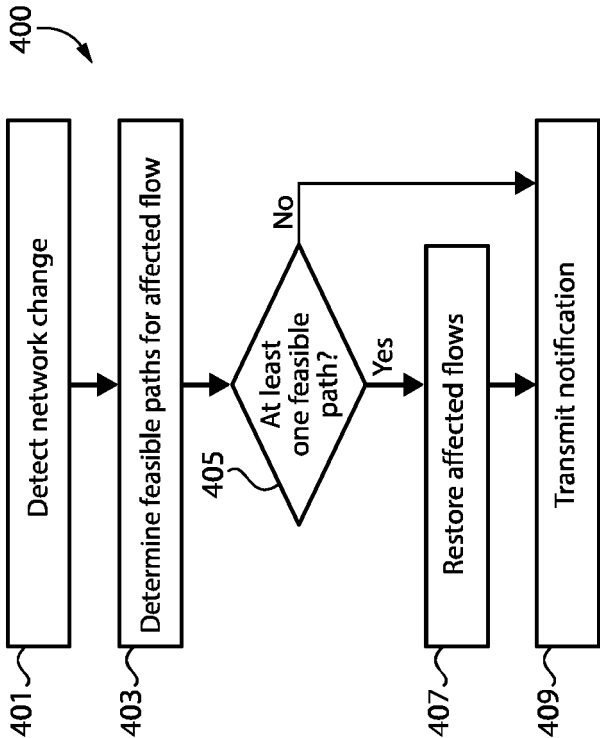 400
401
Detect network change
403
Determine feasible paths for affected flow
405
At least
one feasible
path?
No
Yes
407
Restore affected flows
409
Transmit notification